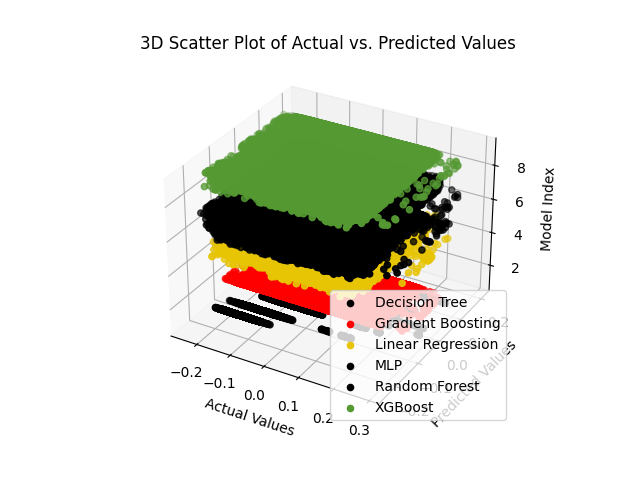 3D Scatter Plot of Actual vs. Predicted Values
8
6
4
2
Model Index
−0.2
−0.1
0.0
0.1
0.2
0.3
Actual Values
0.2
0.0
Predicted Values
Decision Tree
Gradient Boosting
Linear Regression
MLP
Random Forest
XGBoost